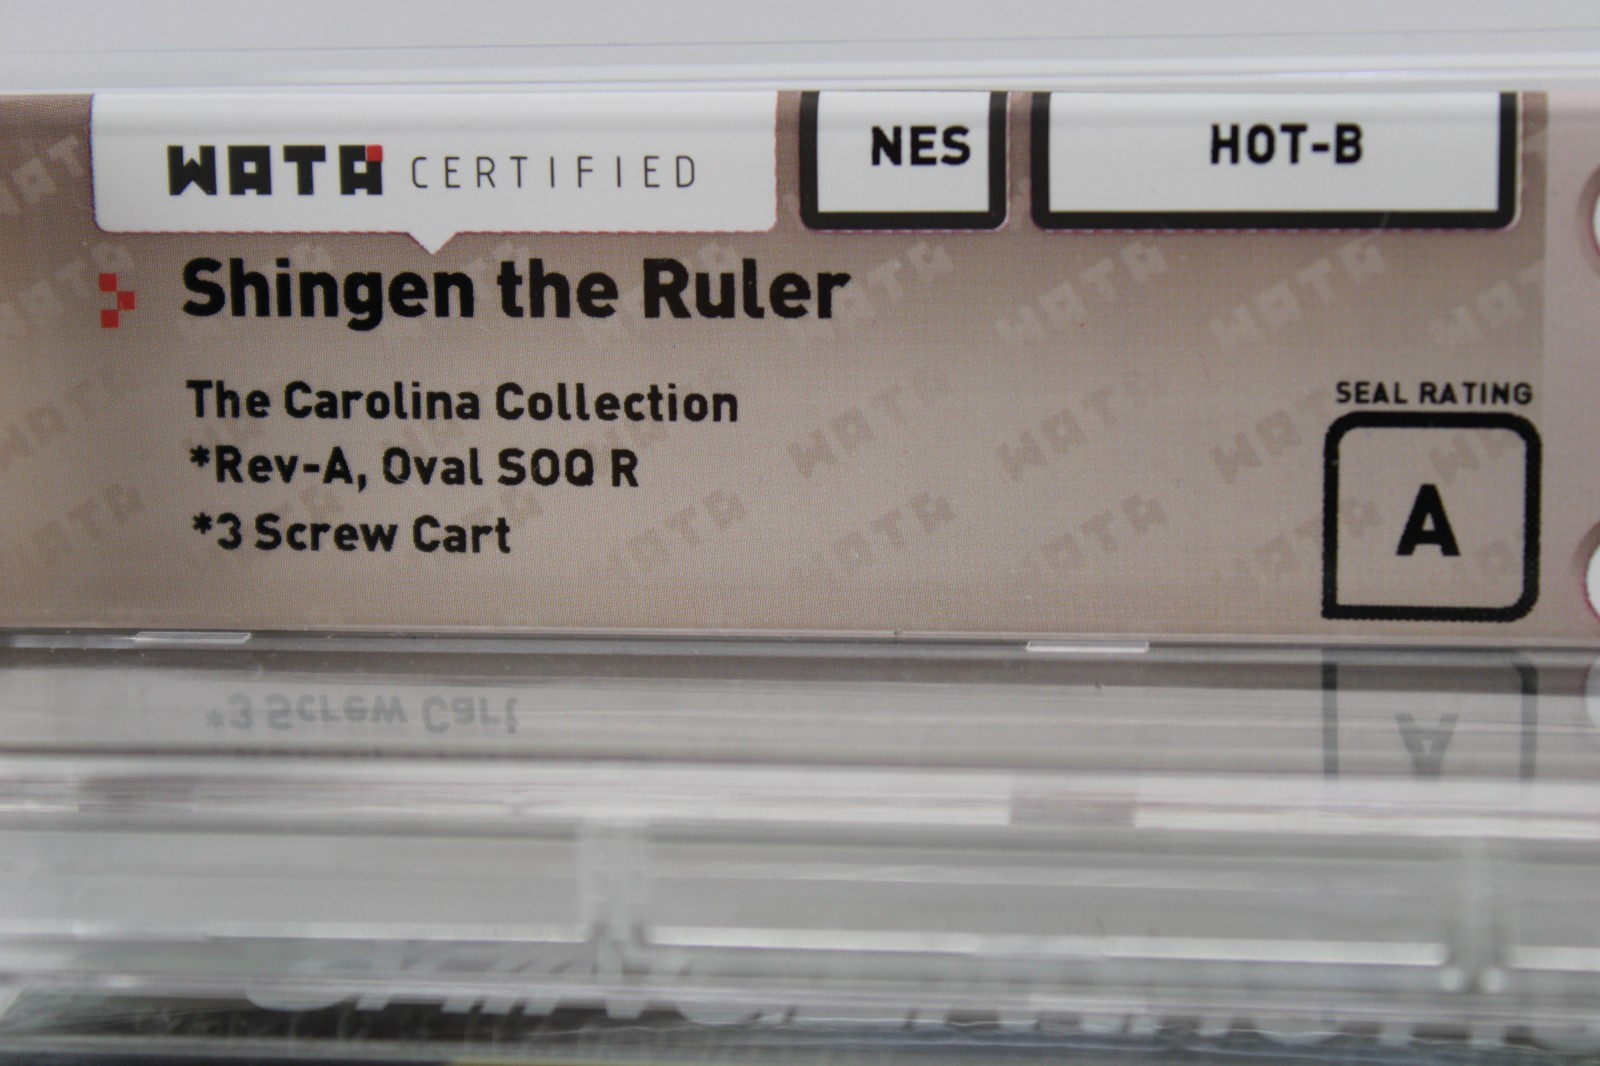 WATA CERTIFIED
NES
HOT-B
Shingen the Ruler
The Carolina Collection
*Rev-A, Oval SOQ R
*3 Screw Cart
SEAL RATING
A